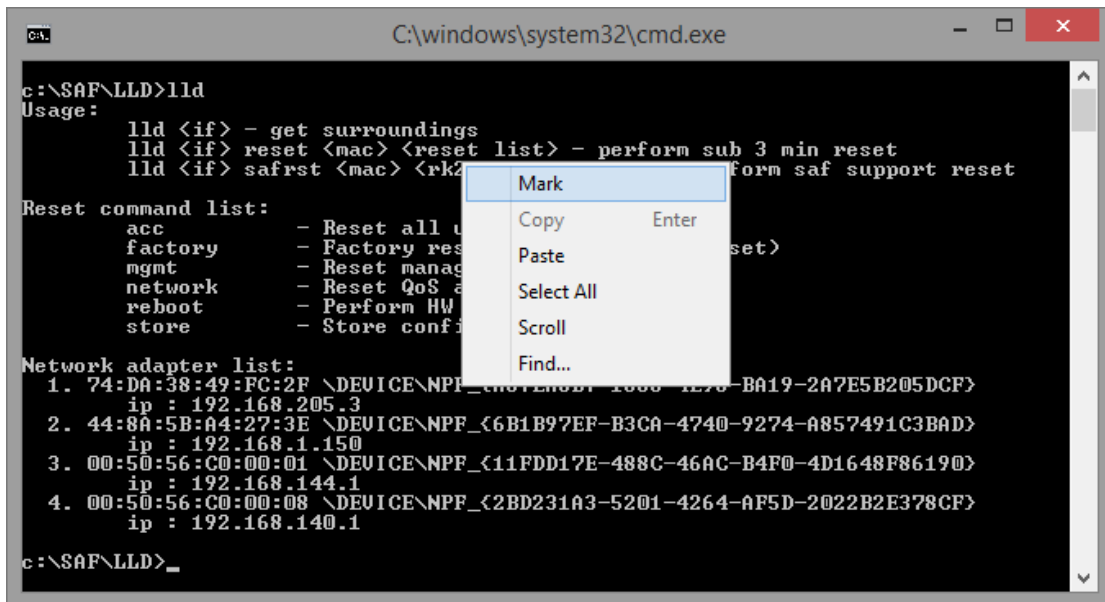 C:\windows\system32\cmd.exe
c:\SAF\LLD>lld
Usage:
lld <if> - get surroundings
lld <if> reset <mac> <reset list> - perform sub 3 min reset
lld <if> safrst <mac> <rk2 form saf support reset
Reset command list:
acc - Reset all u
factory - Factory res set)
mgmt - Reset manag
network - Reset QoS a
reboot - Perform HW
store - Store confi
Mark
Copy Enter
Paste
Select All
Scroll
Find...
Network adapter list:
1. 74:DA:38:49:FC:2F \DEVICE\NPF_ -BA19-2A7E5B205DCF}
ip : 192.168.205.3
2. 44:8A:5B:A4:27:3E \DEVICE\NPF_{6B1B97EF-B3CA-4740-9274-A857491C3BAD}
ip : 192.168.1.150
3. 00:50:56:C0:00:01 \DEVICE\NPF_{11FDD17E-488C-46AC-B4F0-4D1648F86190}
ip : 192.168.144.1
4. 00:50:56:C0:00:08 \DEVICE\NPF_{2BD231A3-5201-4264-AF5D-2022B2E378CF}
ip : 192.168.140.1
c:\SAF\LLD>_